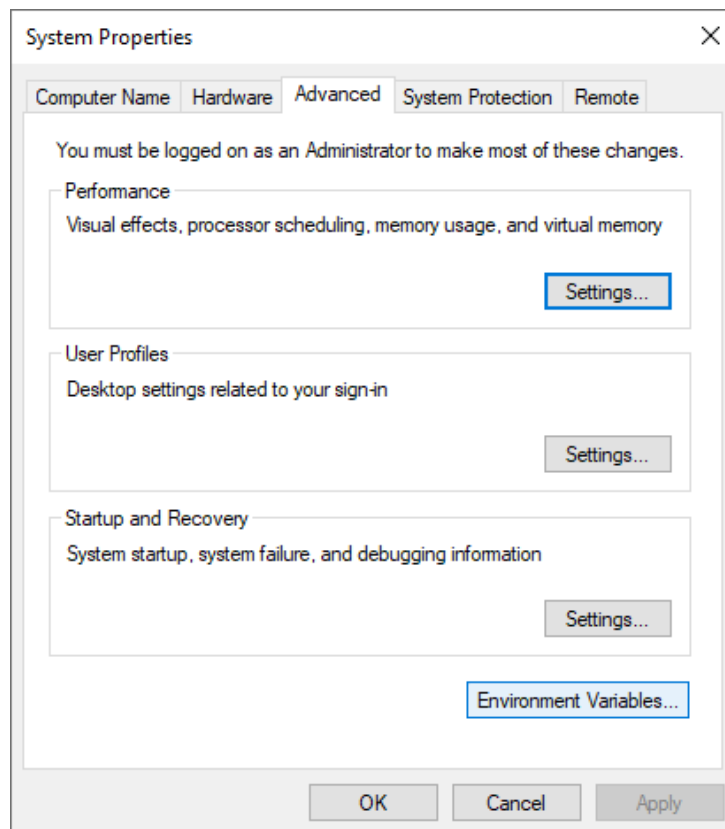 System Properties
Computer Name Hardware Advanced System Protection Remote
You must be logged on as an Administrator to make most of these changes.
Performance
Visual effects, processor scheduling, memory usage, and virtual memory
Settings...
User Profiles
Desktop settings related to your sign-in
Settings...
Startup and Recovery
System startup, system failure, and debugging information
Settings...
Environment Variables...
OK Cancel Apply